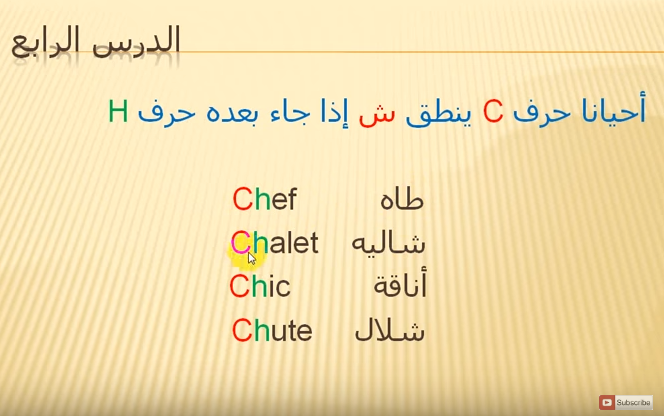 الدرس الرابع
أحيانا حرف C ينطق ش إذا جاء بعده حرف H
Chef طاه
Chalet شاليه
Chic أناقة
Chute شلال
Subscribe